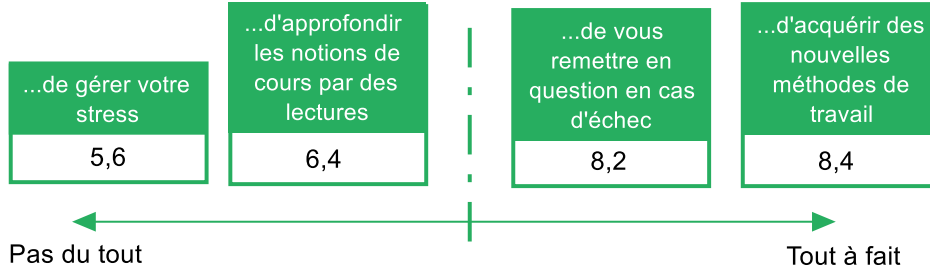 ...de gérer votre
stress
5,6
...d'approfondir
les notions de
cours par des
lectures
6,4
...de vous
remettre en
question en cas
d'échec
8,2
...d'acquérir des
nouvelles
méthodes de
travail
8,4
Pas du tout
Tout à fait